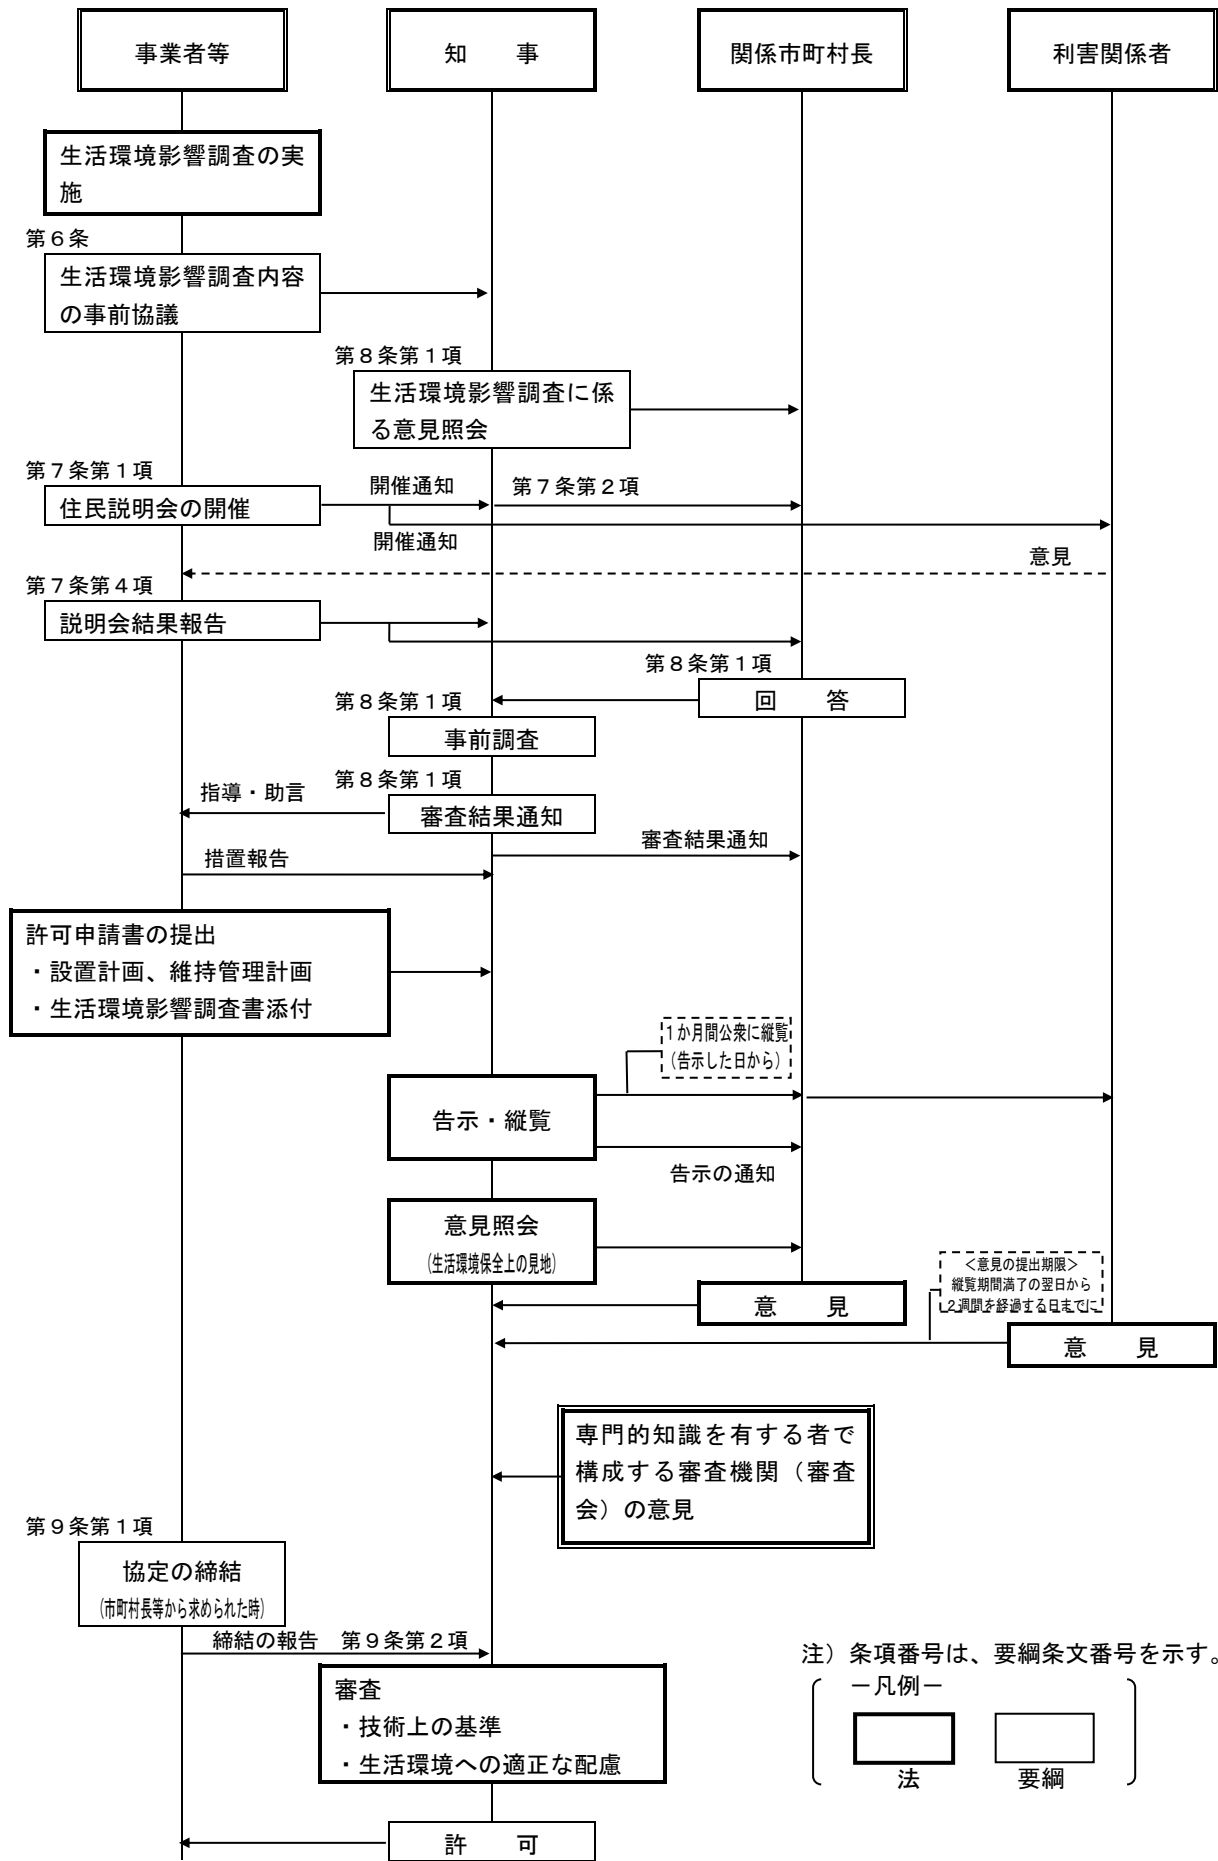 事業者等
知　　事
関係市町村長
利害関係者
生活環境影響調査の実
施
第６条
生活環境影響調査内容
の事前協議
第８条第１項
生活環境影響調査に係
る意見照会
第７条第１項
住民説明会の開催
開催通知
第７条第２項
開催通知
意見
第７条第４項
説明会結果報告
第８条第１項
回　　答
第８条第１項
事前調査
第８条第１項
指導・助言
審査結果通知
審査結果通知
措置報告
許可申請書の提出
・設置計画、維持管理計画
・生活環境影響調査書添付
１か月間公衆に縦覧
（告示した日から）
告示・縦覧
告示の通知
意見照会
（生活環境保全上の見地）
＜意見の提出期限＞
縦覧期間満了の翌日から
２週間を経過する日までに
意　　見
意　　見
専門的知識を有する者で
構成する審査機関（審査
会）の意見
第９条第１項
協定の締結
（市町村長等から求められた時）
締結の報告　第９条第２項
審査
・技術上の基準
・生活環境への適正な配慮
許　　可
注）条項番号は、要綱条文番号を示す。
－凡例－
法
要綱